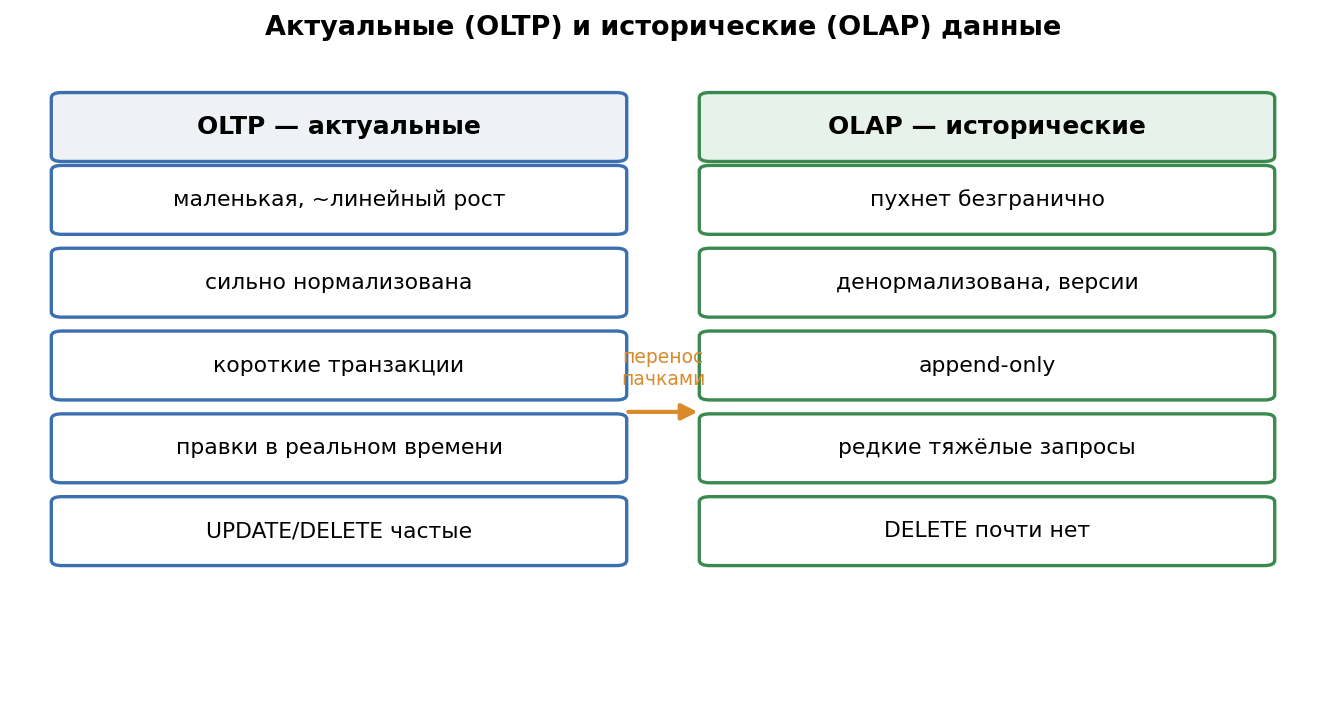 Актуальные (OLTP) и исторические (OLAP) данные
OLTP — актуальные
маленькая, ~линейный рост
сильно нормализована
короткие транзакции
правки в реальном времени
UPDATE/DELETE частые
перенос
пачками
OLAP — исторические
пухнет безгранично
денормализована, версии
append-only
редкие тяжёлые запросы
DELETE почти нет